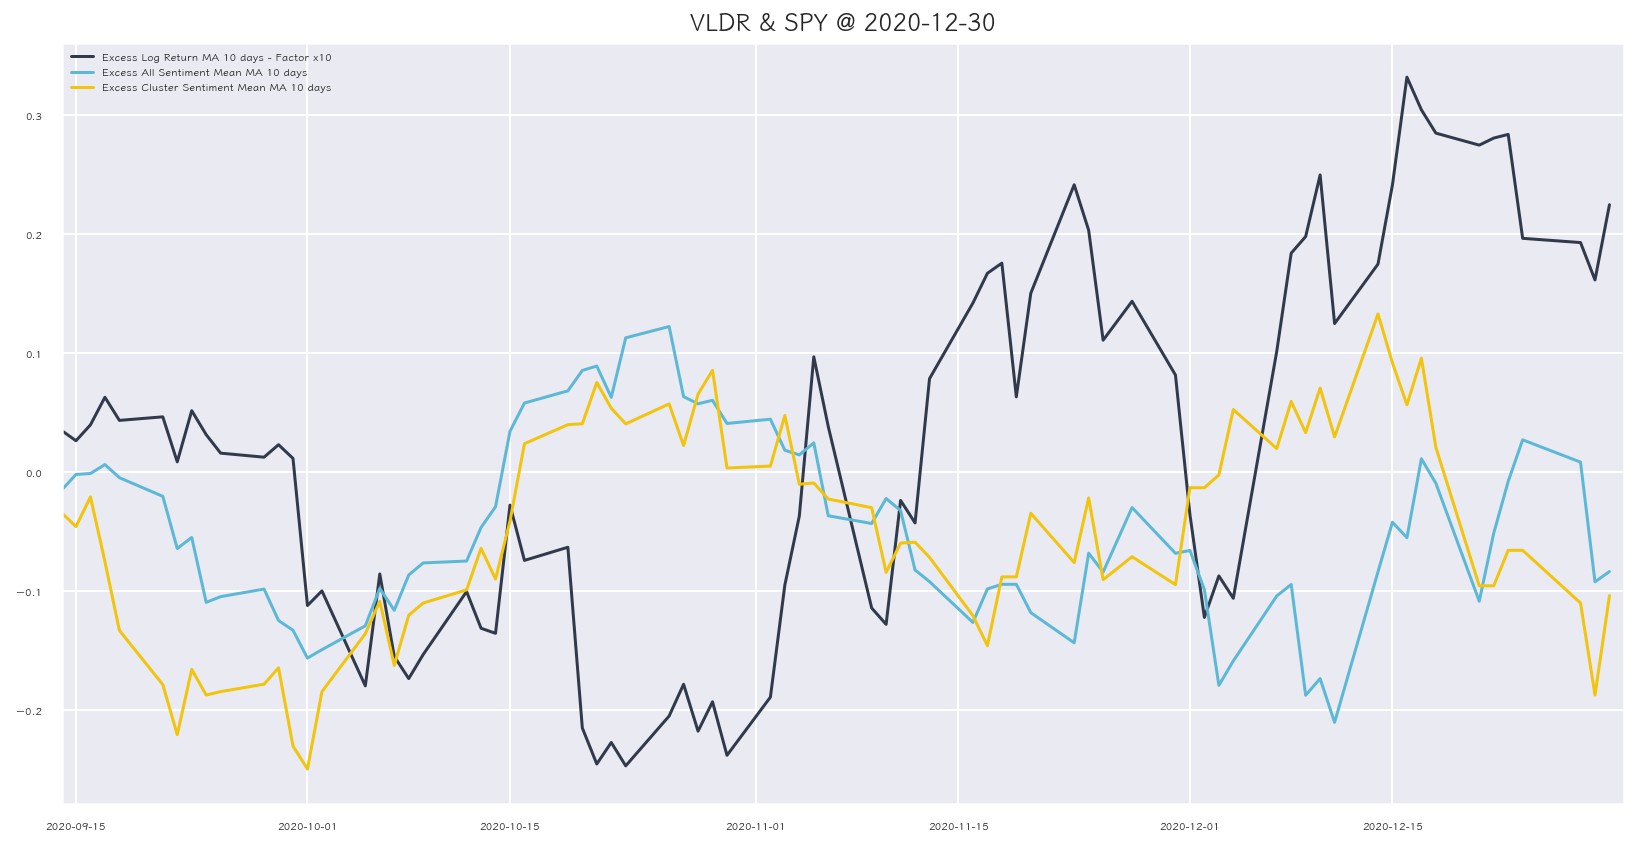 VLDR & SPY @ 2020-12-30
Excess Log Return MA 10 days - Factor x10
Excess All Sentiment Mean MA 10 days
Excess Cluster Sentiment Mean MA 10 days
0.3
0.2
0.1
0.0
−0.1
−0.2
2020-09-15 2020-10-01 2020-10-15 2020-11-01 2020-11-15 2020-12-01 2020-12-15